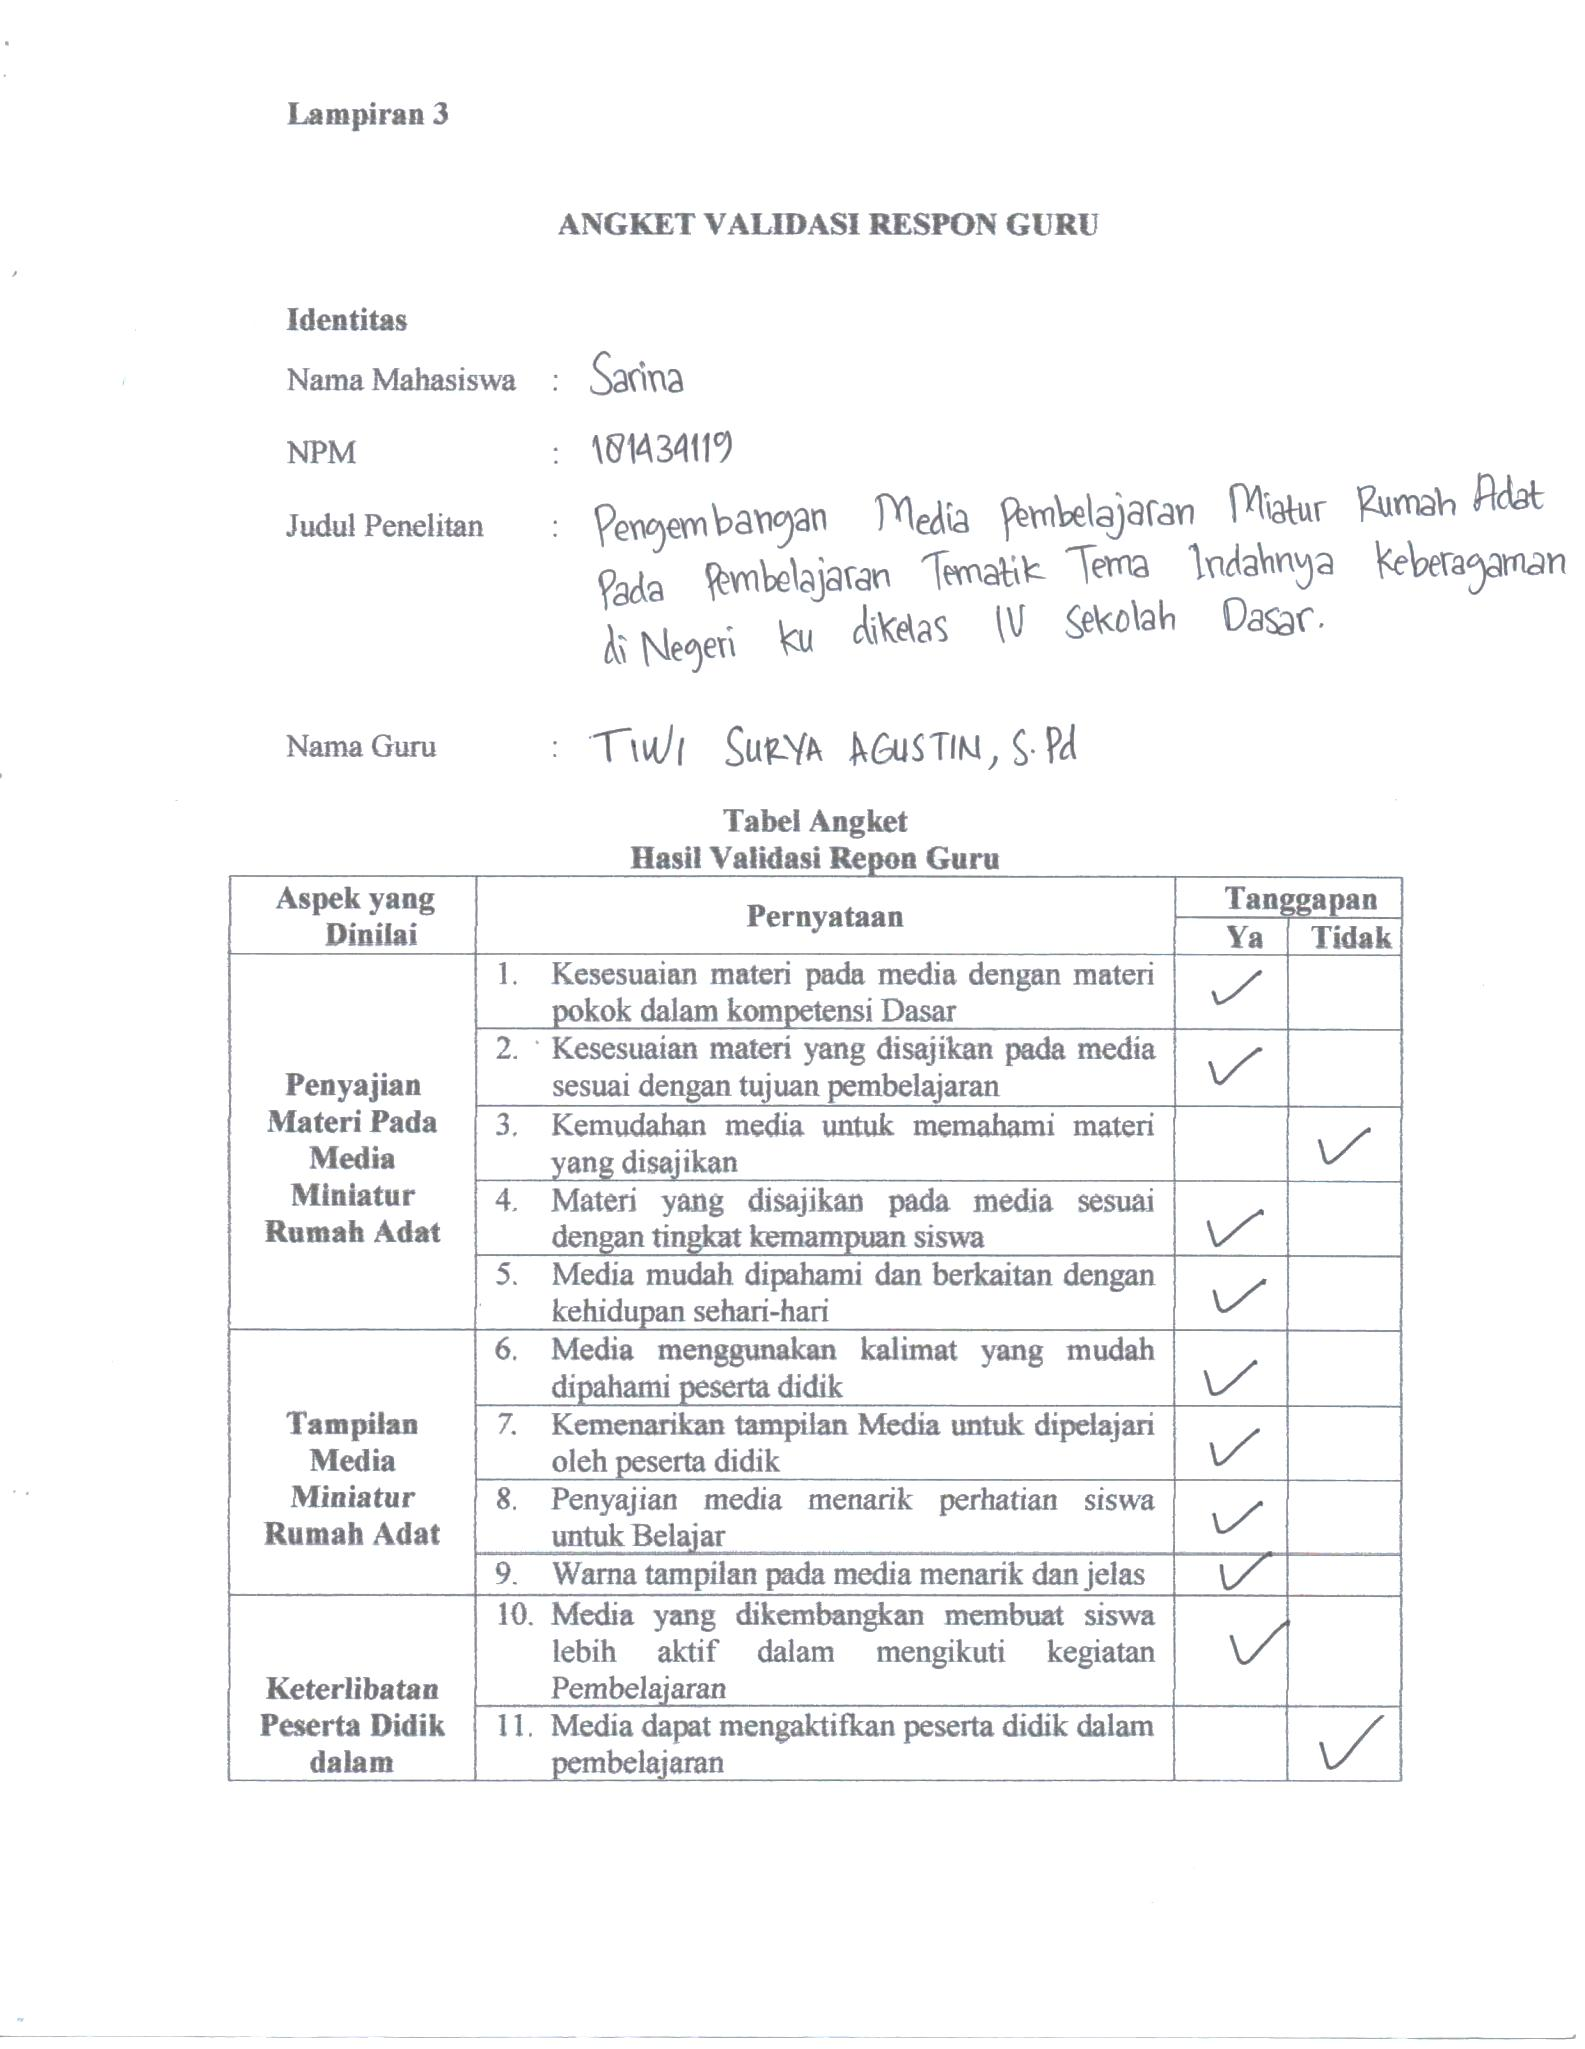 Lampiran 3
ANGKET VALIDASI RESPON GURU
Identitas
Nama Mahasiswa : Sarina
NPM : 181434119
Judul Penelitan : Pengembangan Media Pembelajaran Miatur Rumah Adat
Pada Pembelajaran Tematik Tema Indahnya Keberagaman
di Negeri ku dikelas IV Sekolah Dasar.
Nama Guru : TIWI SURYA AGUSTIN, S.Pd
Tabel Angket
Hasil Validasi Repon Guru
Aspek yang
Dinilai
Pernyataan
Tanggapan
Ya Tidak
Penyajian
Materi Pada
Media
Miniatur
Rumah Adat
1. Kesesuaian materi pada media dengan materi
pokok dalam kompetensi Dasar
✓
2. Kesesuaian materi yang disajikan pada media
sesuai dengan tujuan pembelajaran
✓
3. Kemudahan media untuk memahami materi
yang disajikan
✓
4. Materi yang disajikan pada media sesuai
dengan tingkat kemampuan siswa
✓
5. Media mudah dipahami dan berkaitan dengan
kehidupan sehari-hari
✓
Tampilan
Media
Miniatur
Rumah Adat
6. Media menggunakan kalimat yang mudah
dipahami peserta didik
✓
7. Kemenarikan tampilan Media untuk dipelajari
oleh peserta didik
✓
8. Penyajian media menarik perhatian siswa
untuk Belajar
✓
9. Warna tampilan pada media menarik dan jelas
✓
Keterlibatan
Peserta Didik
dalam
10. Media yang dikembangkan membuat siswa
lebih aktif dalam mengikuti kegiatan
Pembelajaran
✓
11. Media dapat mengaktifkan peserta didik dalam
pembelajaran
✓